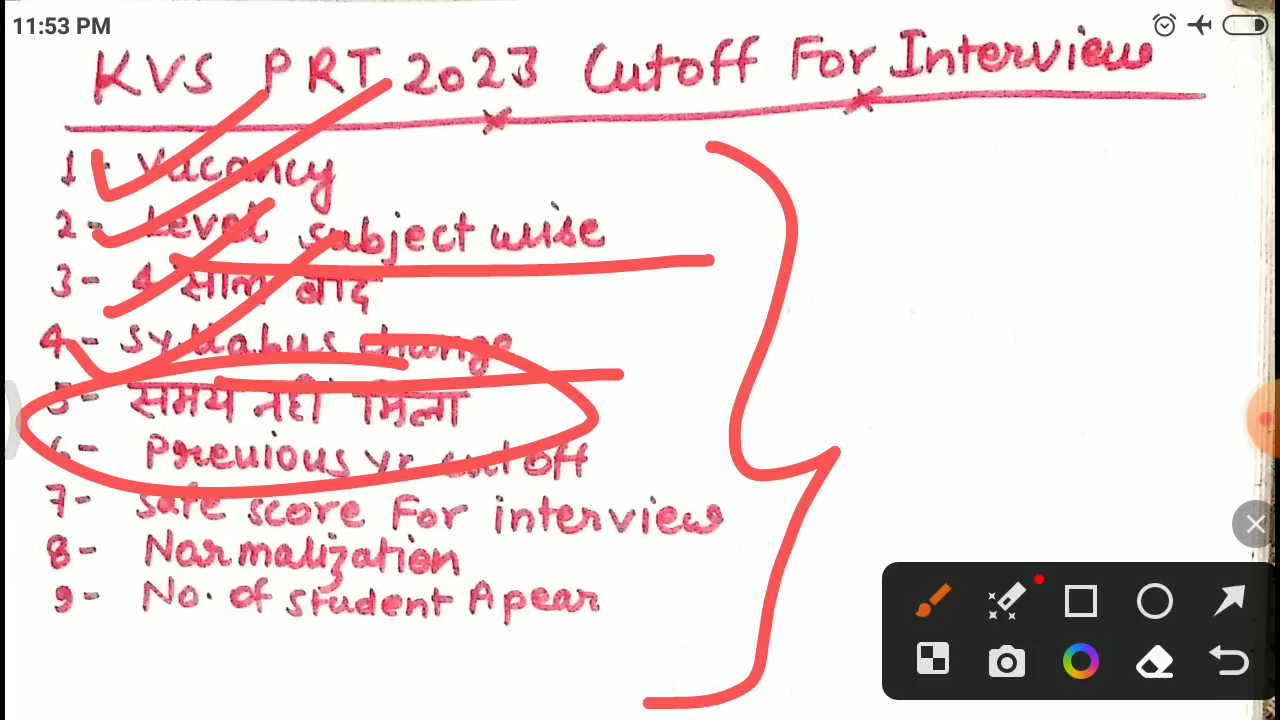 11:53 PM
KVS PRT 2023 Cutoff For Interview
1- Vacancy
2- Level subject wise
3- 4 साल बाद
4- Syllabus change
5- समय नही मिला
6- Previous yr cutoff
7- safe score For interview
8- Narmalization
9- No. of student Apear